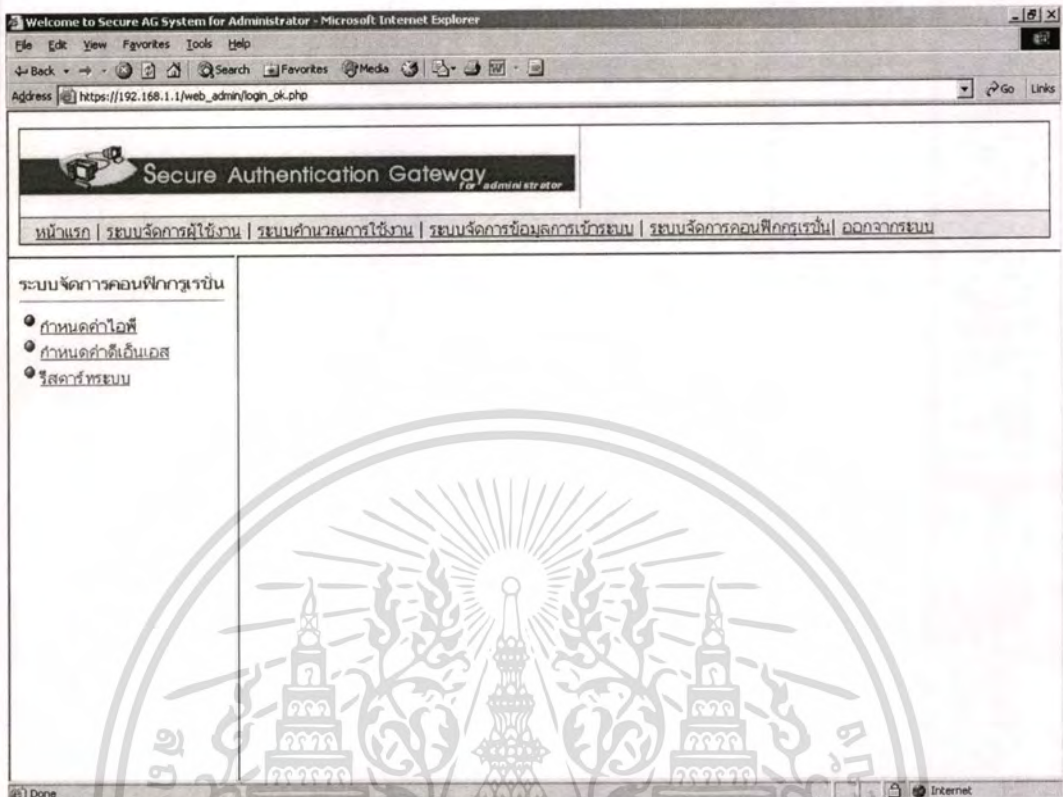 Welcome to Secure AG System for Administrator - Microsoft Internet Explorer
File Edit View Favorites Tools Help
Back Search Favorites Media
Address https://192.168.1.1/web_admin/login_ok.php Go Links
Secure Authentication Gateway
for administrator
หน้าแรก | ระบบจัดการผู้ใช้งาน | ระบบคำนวณการใช้งาน | ระบบจัดการข้อมูลการเข้าระบบ | ระบบจัดการคอนฟิกกรูเรชั่น | ออกจากระบบ
ระบบจัดการคอนฟิกกรูเรชั่น
กำหนดค่าไอพี
กำหนดค่าดีเอ็นเอส
รีสตาร์ทระบบ
Done Internet